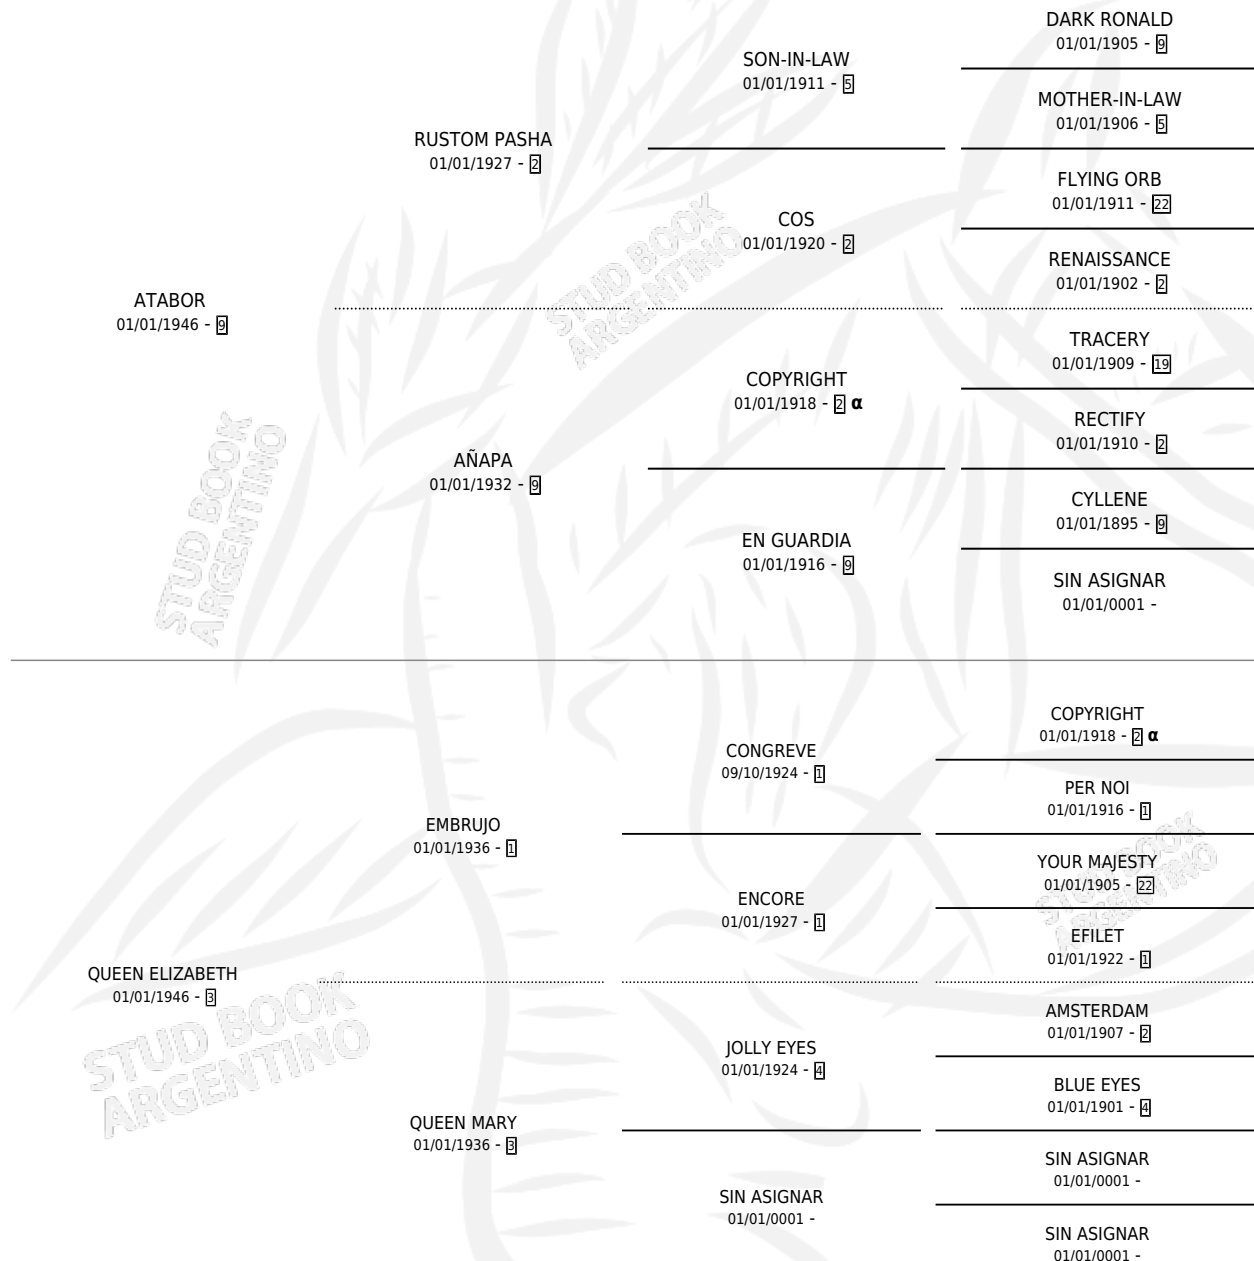 DARK RONALD
01/01/1905 - 9
SON-IN-LAW
01/01/1911 - 5
MOTHER-IN-LAW
01/01/1906 - 5
RUSTOM PASHA
01/01/1927 - 2
FLYING ORB
01/01/1911 - 22
COS
01/01/1920 - 2
RENAISSANCE
01/01/1902 - 2
STUD BOOK
ARGENTINO
ATABOR
01/01/1946 - 9
TRACERY
01/01/1909 - 19
COPYRIGHT
01/01/1918 - 2 α
RECTIFY
01/01/1910 - 2
AÑAPA
01/01/1932 - 9
CYLLENE
01/01/1895 - 9
EN GUARDIA
01/01/1916 - 9
SIN ASIGNAR
01/01/0001 -
STUD BOOK
ARGENTINO
COPYRIGHT
01/01/1918 - 2 α
CONGREVE
09/10/1924 - 1
PER NOI
01/01/1916 - 1
EMBRUJO
01/01/1936 - 1
YOUR MAJESTY
01/01/1905 - 22
ENCORE
01/01/1927 - 1
STUD BOOK
ARGENTINO
EFILET
01/01/1922 - 1
QUEEN ELIZABETH
01/01/1946 - 3
STUD BOOK
ARGENTINO
AMSTERDAM
01/01/1907 - 2
JOLLY EYES
01/01/1924 - 4
BLUE EYES
01/01/1901 - 4
QUEEN MARY
01/01/1936 - 3
SIN ASIGNAR
01/01/0001 -
SIN ASIGNAR
01/01/0001 -
SIN ASIGNAR
01/01/0001 -